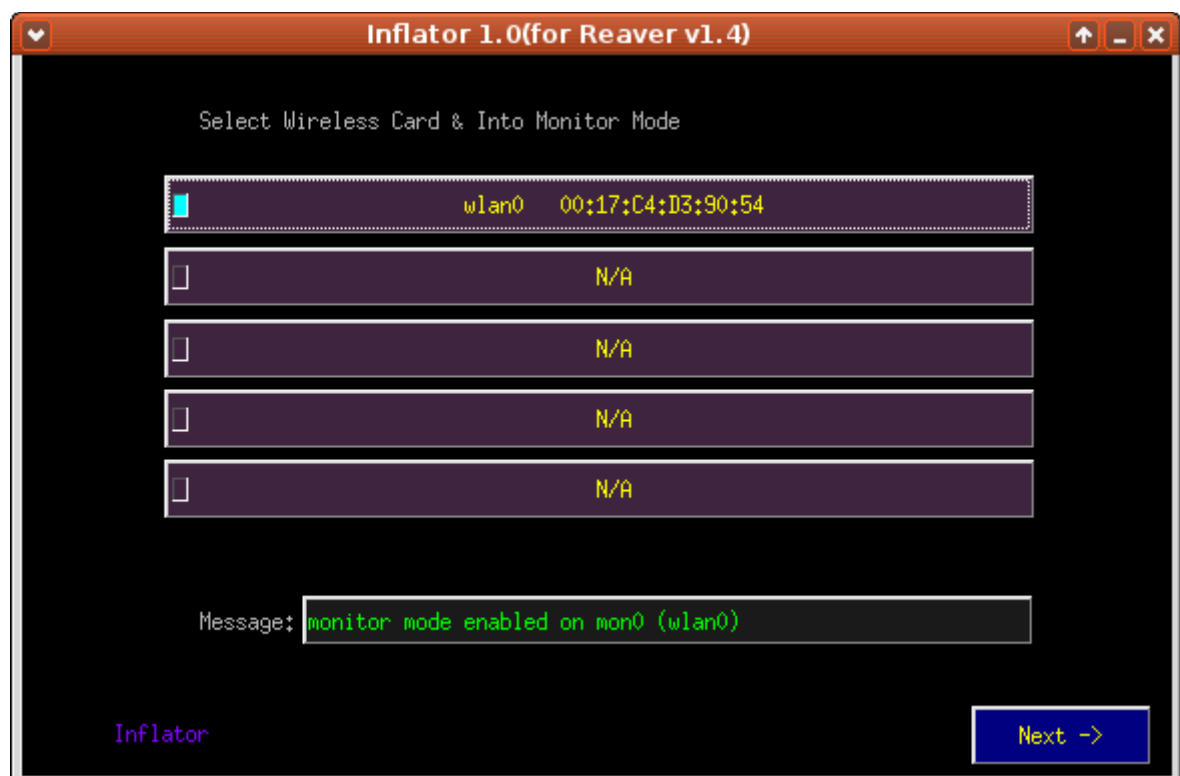 Inflator 1.0(for Reaver v1.4)
Select Wireless Card & Into Monitor Mode
wlan0 00:17:C4:D3:90:54
N/A
N/A
N/A
N/A
Message: monitor mode enabled on mon0 (wlan0)
Inflator
Next ->